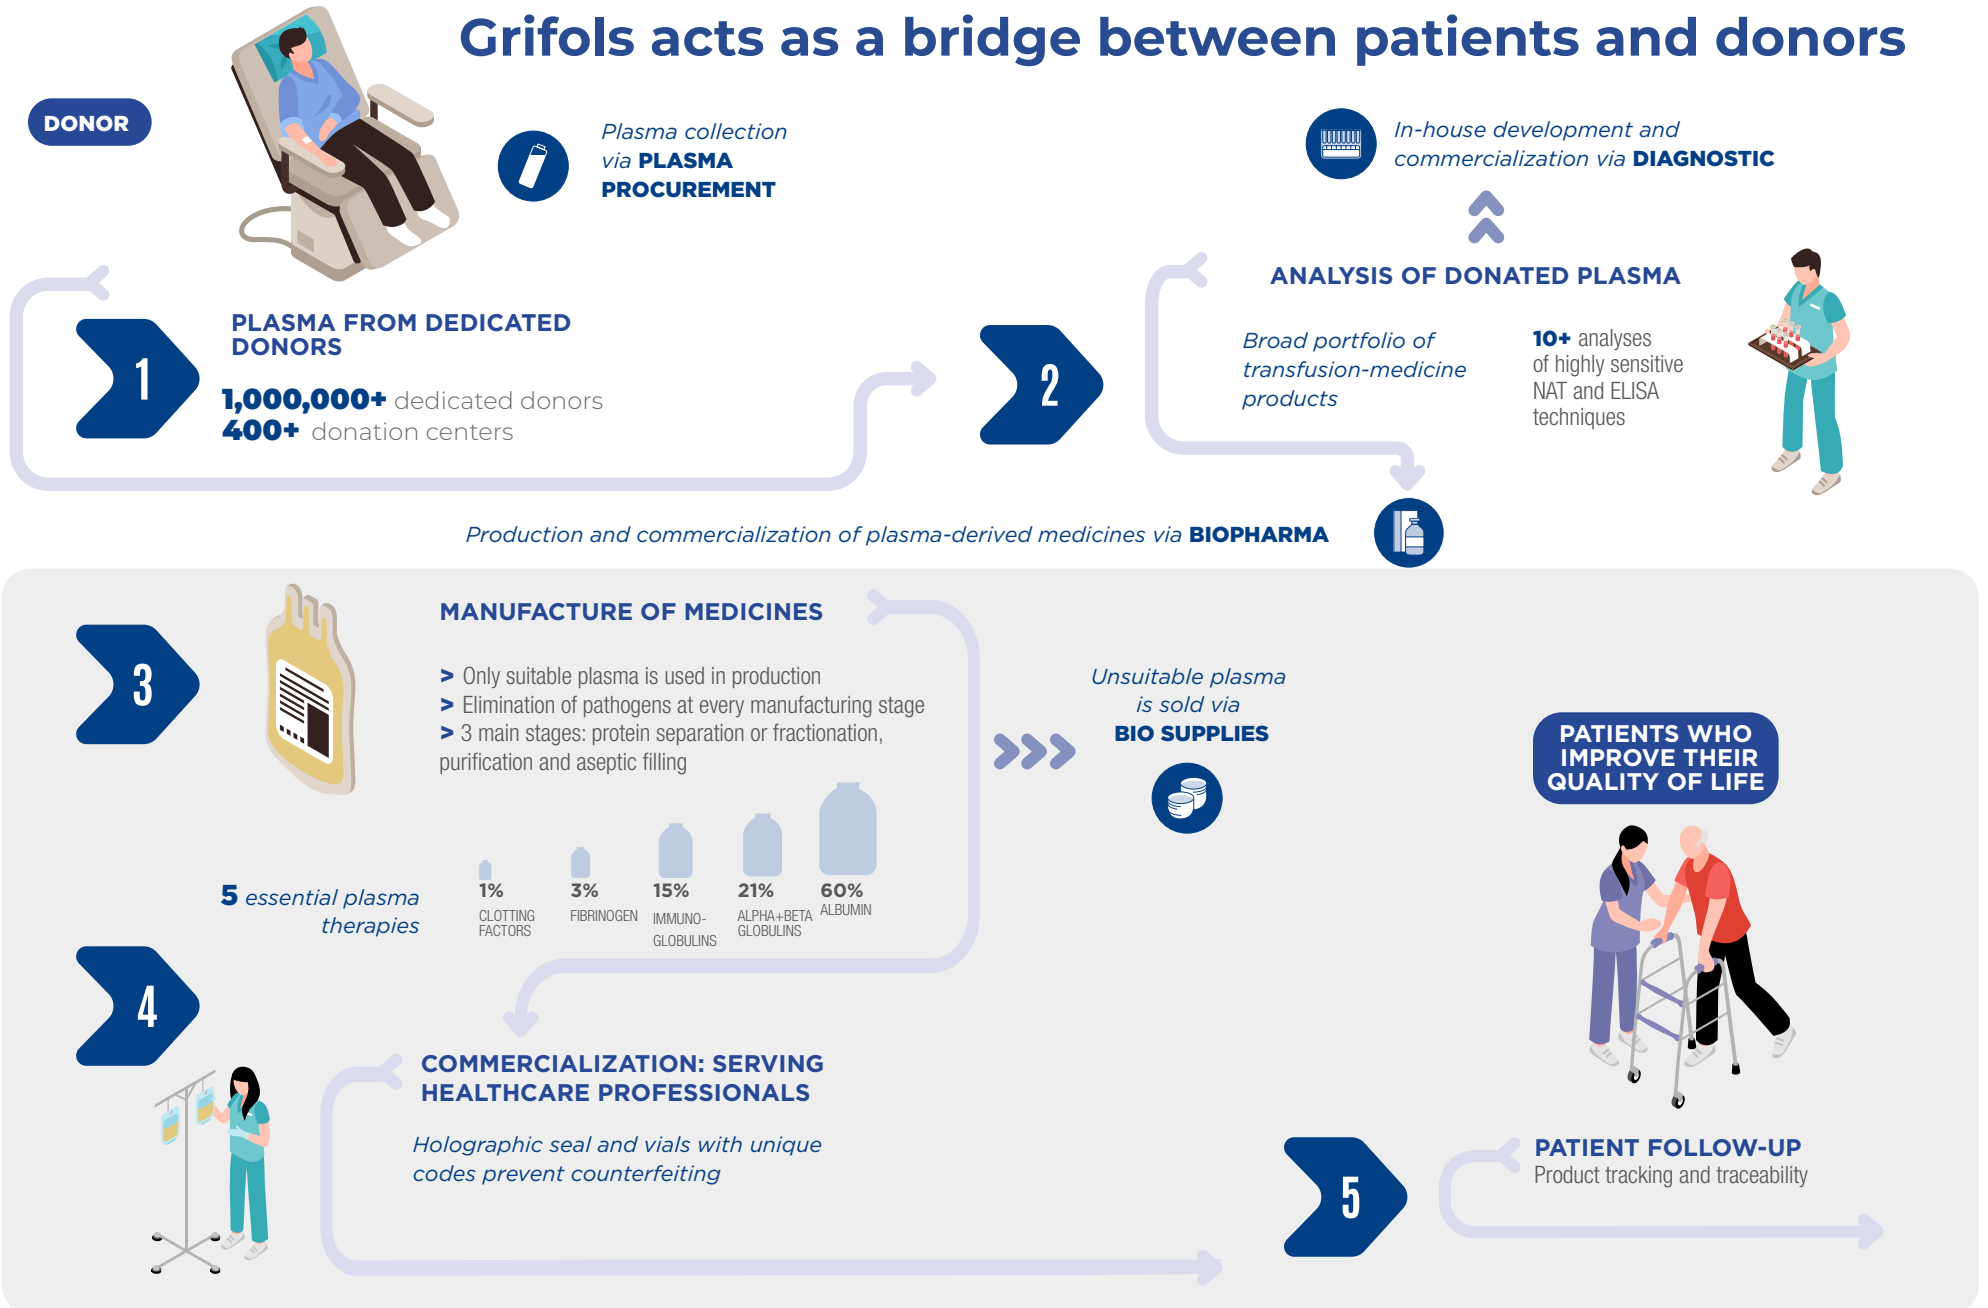 Grifols acts as a bridge between patients and donors
DONOR
Plasma collection
via PLASMA
PROCUREMENT
In-house development and
commercialization via DIAGNOSTIC
1
PLASMA FROM DEDICATED
DONORS
1,000,000+ dedicated donors
400+ donation centers
2
ANALYSIS OF DONATED PLASMA
Broad portfolio of
transfusion-medicine
products
10+ analyses
of highly sensitive
NAT and ELISA
techniques
Production and commercialization of plasma-derived medicines via BIOPHARMA
3
MANUFACTURE OF MEDICINES
> Only suitable plasma is used in production
> Elimination of pathogens at every manufacturing stage
> 3 main stages: protein separation or fractionation,
purification and aseptic filling
Unsuitable plasma
is sold via
BIO SUPPLIES
5 essential plasma
therapies
1%
CLOTTING
FACTORS
3%
FIBRINOGEN
15%
IMMUNO-
GLOBULINS
21%
ALPHA+BETA
GLOBULINS
60%
ALBUMIN
PATIENTS WHO
IMPROVE THEIR
QUALITY OF LIFE
4
COMMERCIALIZATION: SERVING
HEALTHCARE PROFESSIONALS
Holographic seal and vials with unique
codes prevent counterfeiting
5
PATIENT FOLLOW-UP
Product tracking and traceability